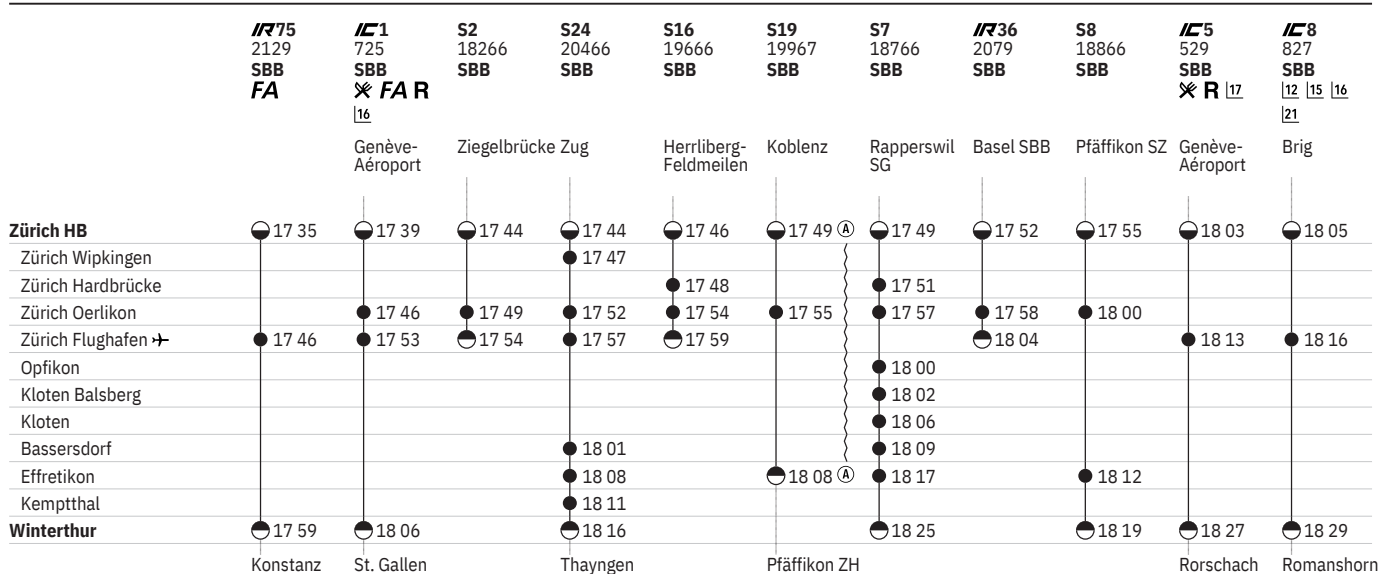 IR75 IC1 S2 S24 S16 S19 S7 IR36 S8 IC5 IC8
2129 725 18266 20466 19666 19967 18766 2079 18866 529 827
SBB SBB SBB SBB SBB SBB SBB SBB SBB SBB SBB
FA FA R R 17 12 15 16
16 21
Genève- Ziegelbrücke Zug Herrliberg- Koblenz Rapperswil Basel SBB Pfäffikon SZ Genève- Brig
Aéroport Feldmeilen SG Aéroport
Zürich HB 17 35 17 39 17 44 17 44 17 46 17 49 A 17 49 17 52 17 55 18 03 18 05
Zürich Wipkingen 17 47
Zürich Hardbrücke 17 48 17 51
Zürich Oerlikon 17 46 17 49 17 52 17 54 17 55 17 57 17 58 18 00
Zürich Flughafen 17 46 17 53 17 54 17 57 17 59 18 04 18 13 18 16
Opfikon 18 00
Kloten Balsberg 18 02
Kloten 18 06
Bassersdorf 18 01 18 09
Effretikon 18 08 18 08 A 18 17 18 12
Kemptthal 18 11
Winterthur 17 59 18 06 18 16 18 25 18 19 18 27 18 29
Konstanz St. Gallen Thayngen Pfäffikon ZH Rorschach Romanshorn